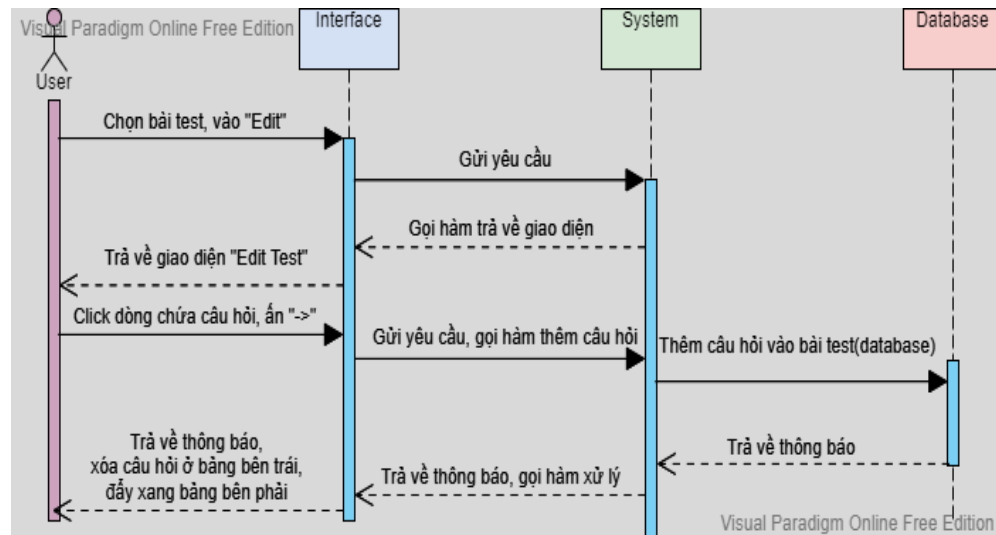 Visual Paradigm Online Free Edition
Interface
System
Database
User
Chọn bài test, vào "Edit"
Gửi yêu cầu
Gọi hàm trả về giao diện
Trả về giao diện "Edit Test"
Click dòng chứa câu hỏi, ấn "->"
Gửi yêu cầu, gọi hàm thêm câu hỏi
Thêm câu hỏi vào bài test(database)
Trả về thông báo
Trả về thông báo, gọi hàm xử lý
Trả về thông báo,
xóa câu hỏi ở bảng bên trái,
đẩy xang bảng bên phải
Visual Paradigm Online Free Edition